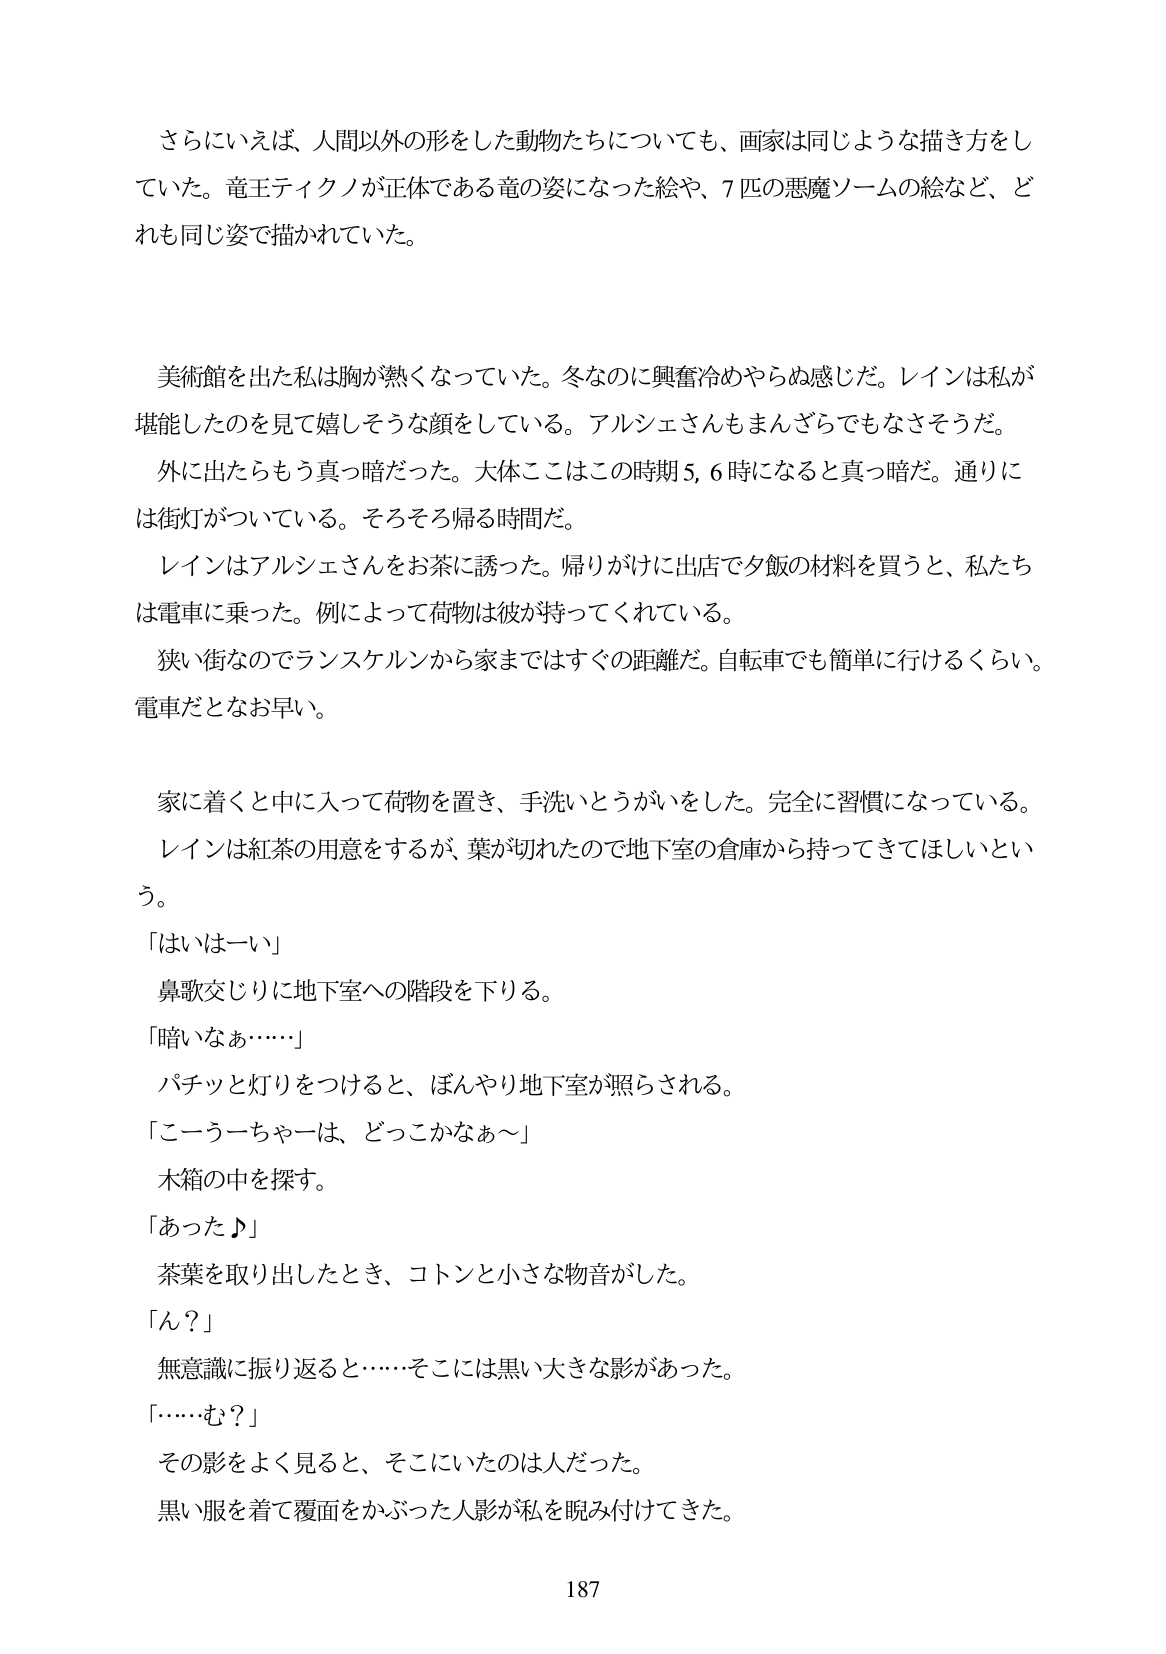 さらにいえば、人間以外の形をした動物たちについても、画家は同じような描き方をし
ていた。竜王ティクノが正体である竜の姿になった絵や、7 匹の悪魔ソームの絵など、ど
れも同じ姿で描かれていた。
美術館を出た私は胸が熱くなっていた。冬なのに興奮冷めやらぬ感じだ。レインは私が
堪能したのを見て嬉しそうな顔をしている。アルシェさんもまんざらでもなさそうだ。
外に出たらもう真っ暗だった。大体ここはこの時期 5, 6 時になると真っ暗だ。通りに
は街灯がついている。そろそろ帰る時間だ。
レインはアルシェさんをお茶に誘った。帰りがけに出店で夕飯の材料を買うと、私たち
は電車に乗った。例によって荷物は彼が持ってくれている。
狭い街なのでランスケルンから家まではすぐの距離だ。自転車でも簡単に行けるくらい。
電車だとなお早い。
家に着くと中に入って荷物を置き、手洗いとうがいをした。完全に習慣になっている。
レインは紅茶の用意をするが、葉が切れたので地下室の倉庫から持ってきてほしいとい
う。
「はいはーい」
鼻歌交じりに地下室への階段を下りる。
「暗いなぁ……」
パチッと灯りをつけると、ぼんやり地下室が照らされる。
「こーうーちゃーは、どっこかなぁ～」
木箱の中を探す。
「あった♪」
茶葉を取り出したとき、コトンと小さな物音がした。
「ん？」
無意識に振り返ると……そこには黒い大きな影があった。
「……む？」
その影をよく見ると、そこにいたのは人だった。
黒い服を着て覆面をかぶった人影が私を睨み付けてきた。
187